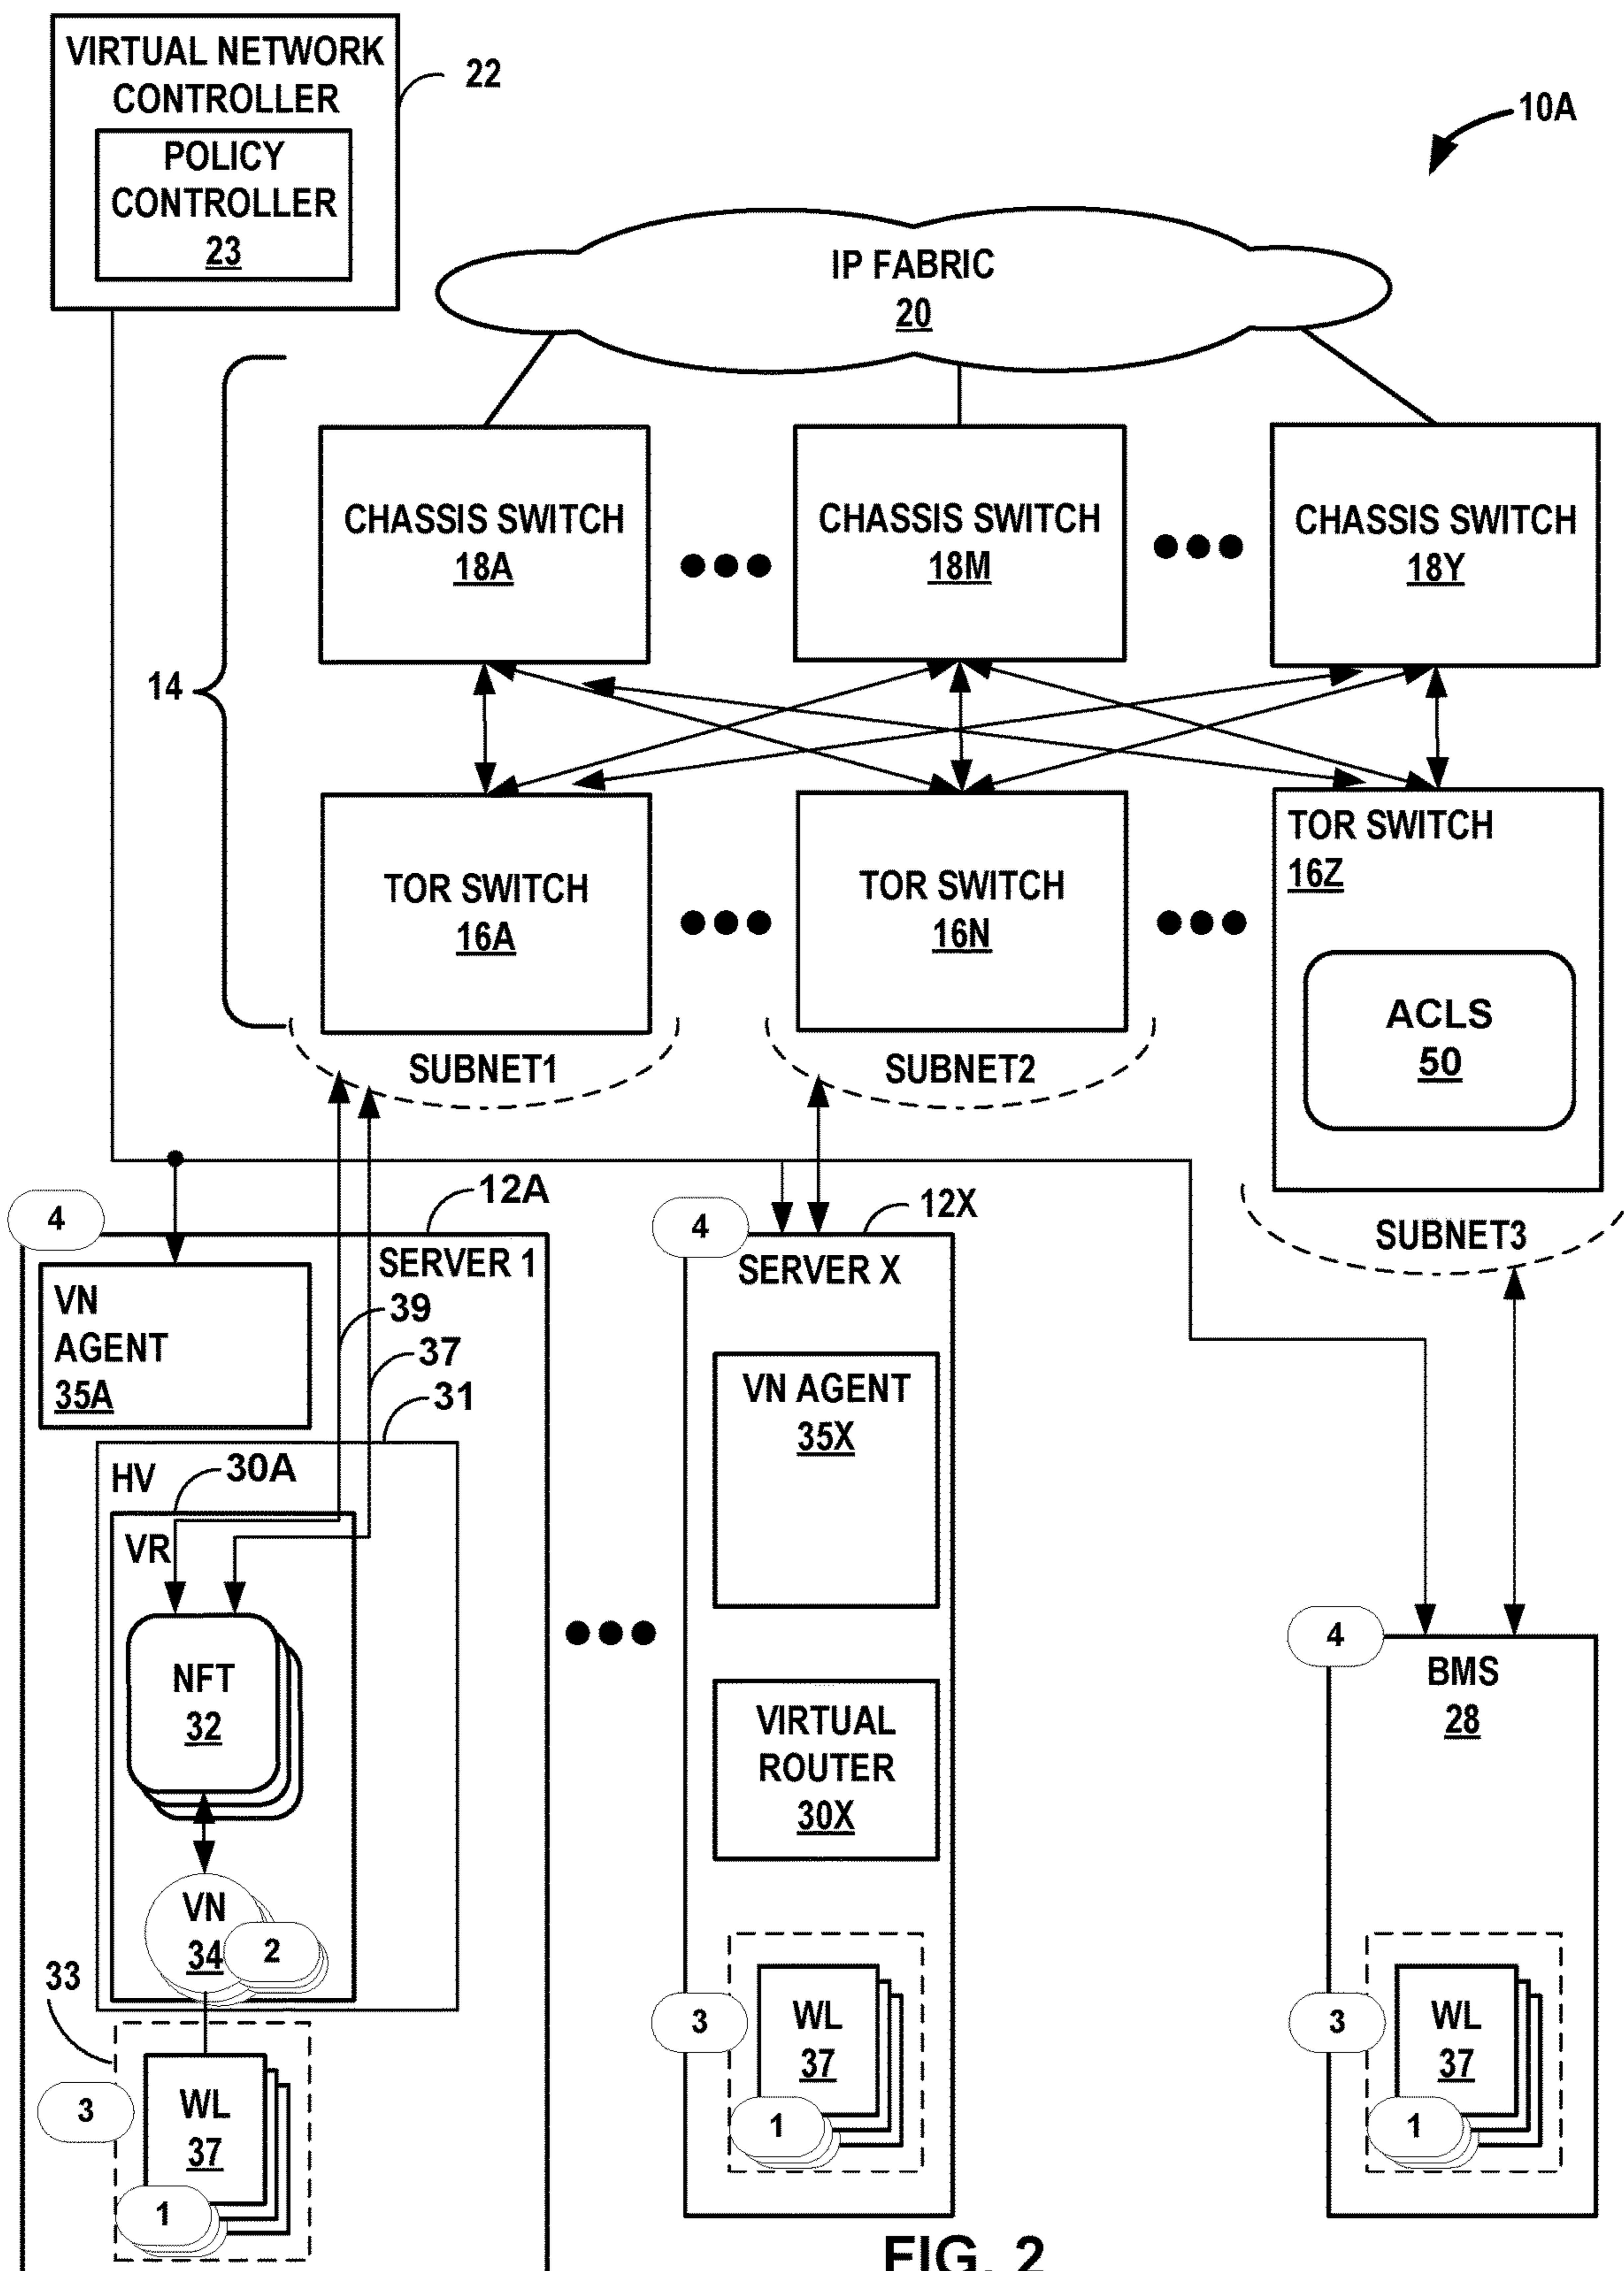 VIRTUAL NETWORK
CONTROLLER
22
POLICY
CONTROLLER
23
10A
IP FABRIC
20
CHASSIS SWITCH
18A
CHASSIS SWITCH
18M
CHASSIS SWITCH
18Y
14
TOR SWITCH
16A
TOR SWITCH
16N
TOR SWITCH
16Z
ACLS
50
SUBNET1
SUBNET2
SUBNET3
4
12A
SERVER 1
VN
AGENT
35A
39
37
31
HV
30A
VR
NFT
32
VN
34
2
33
3
WL
37
1
4
12X
SERVER X
VN AGENT
35X
VIRTUAL
ROUTER
30X
3
WL
37
1
4
BMS
28
3
WL
37
1
FIG. 2